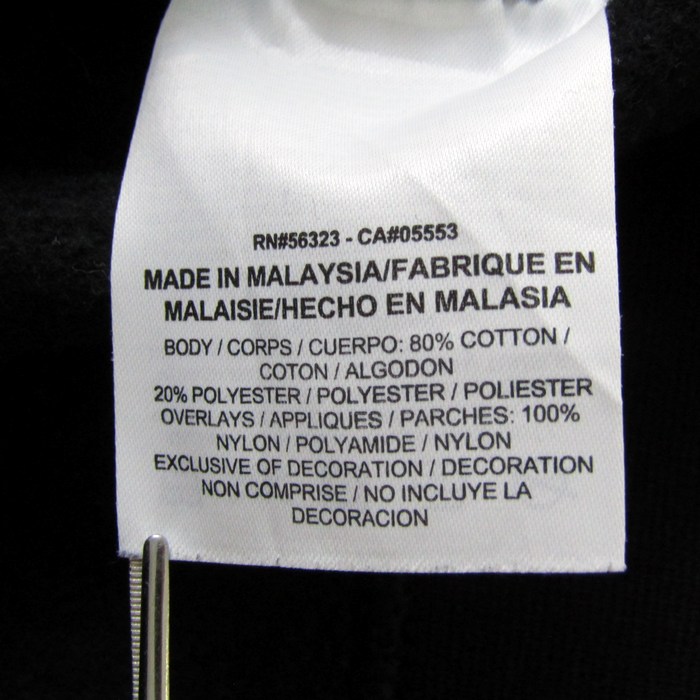 RN#56323 - CA#05553
MADE IN MALAYSIA/FABRIQUE EN
MALAISIE/HECHO EN MALASIA
BODY / CORPS / CUERPO: 80% COTTON /
COTON / ALGODON
20% POLYESTER / POLYESTER / POLIESTER
OVERLAYS / APPLIQUES / PARCHES: 100%
NYLON / POLYAMIDE / NYLON
EXCLUSIVE OF DECORATION / DECORATION
NON COMPRISE / NO INCLUYE LA
DECORACION